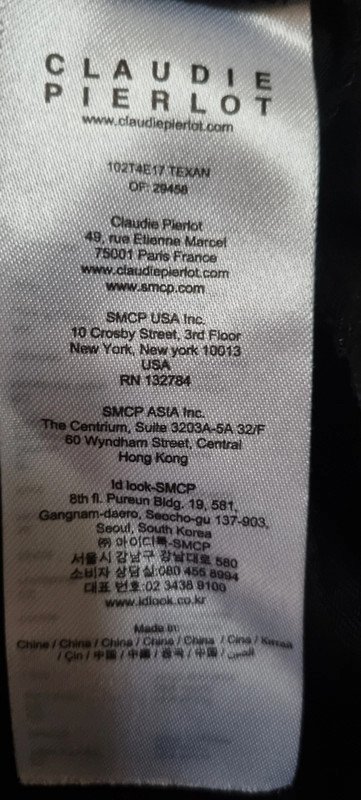 CLAUDIE
PIERLOT
www.claudiepierlot.com
102T4E17 TEXAN
OF: 29458
Claudie Pierlot
49, rue Etienne Marcel
75001 Paris France
www.claudiepierlot.com
www.smcp.com
SMCP USA Inc.
10 Crosby Street, 3rd Floor
New York, New york 10013
USA
RN 132784
SMCP ASIA Inc.
The Centrium, Suite 3203A-5A 32/F
60 Wyndham Street, Central
Hong Kong
Id look-SMCP
8th fl. Pureun Bldg. 19, 581,
Gangnam-daero, Seocho-gu 137-903,
Seoul, South Korea
㈜ 아이디룩-SMCP
서울시 강남구 강남대로 580
소비자 상담실:080 456 8994
대표 번호:02 3438 9100
www.idlook.co.kr
Made in:
China / China / China / China / China / Cina / Китай
/ Çin / 中国 / 中國 / 중국 / 中国 / الصين